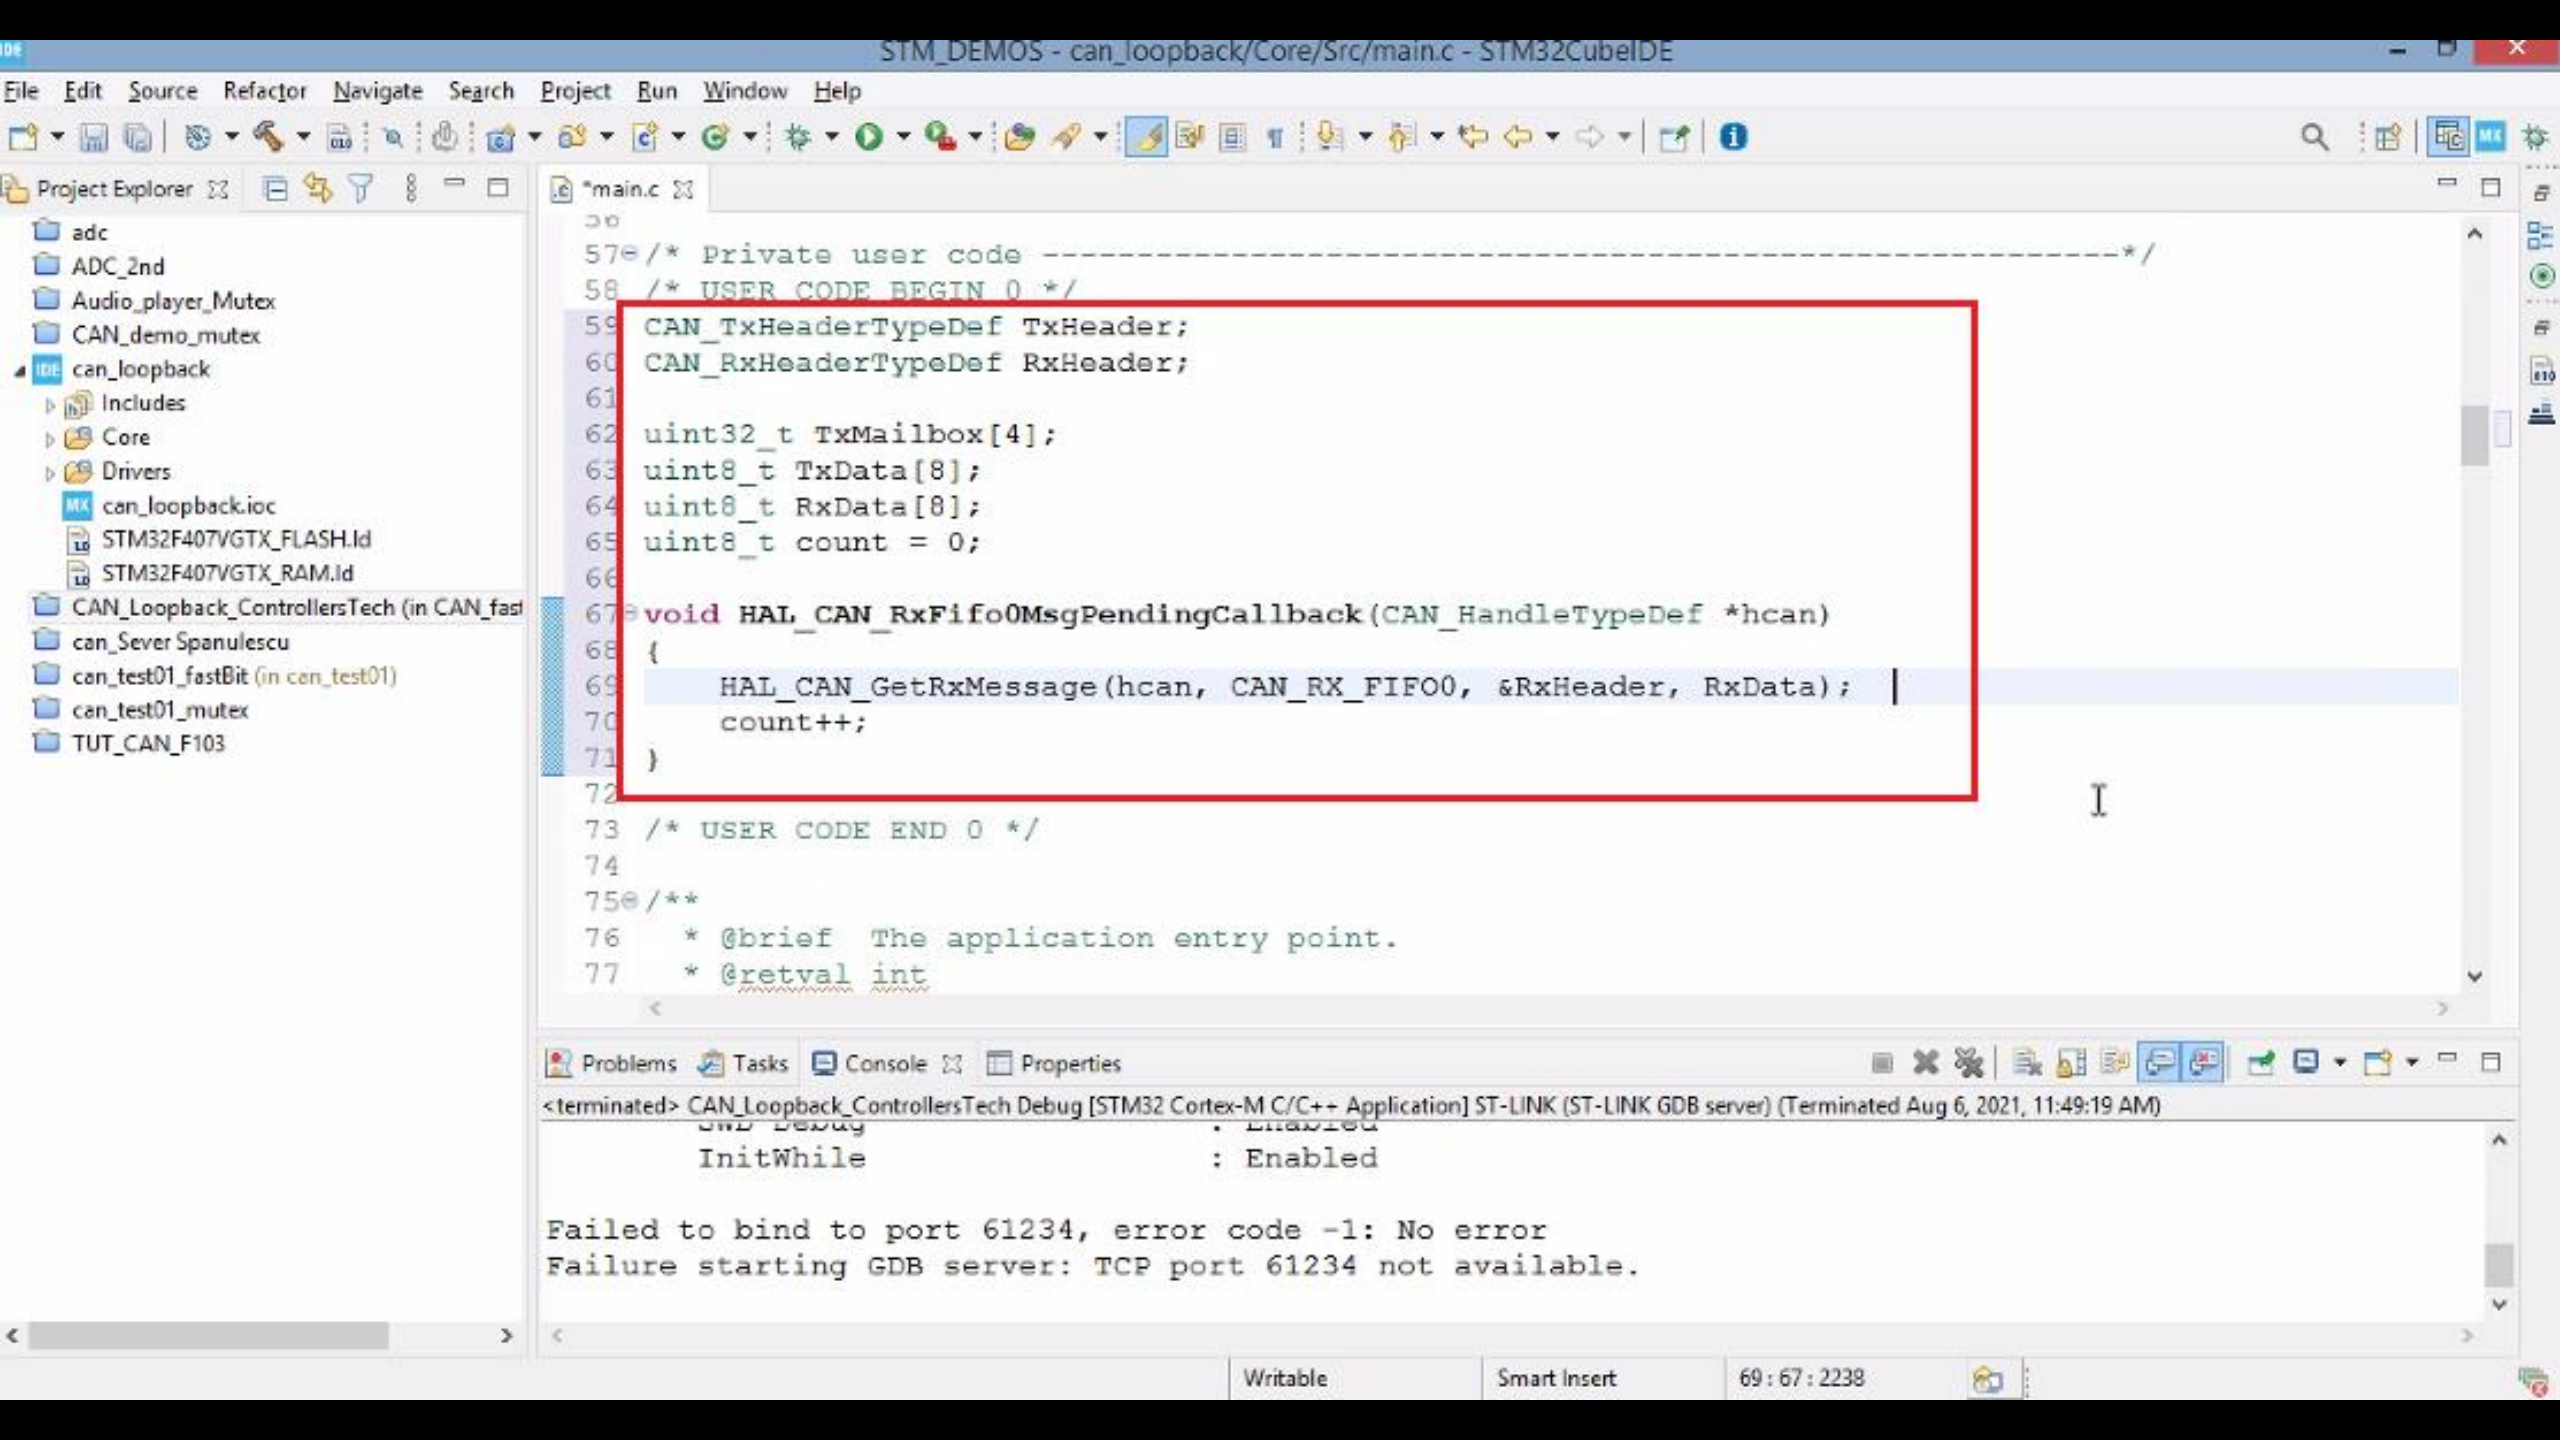 IDE
STM_DEMOS - can_loopback/Core/Src/main.c - STM32CubeIDE
File Edit Source Refactor Navigate Search Project Run Window Help
Project Explorer
adc
ADC_2nd
Audio_player_Mutex
CAN_demo_mutex
IDE can_loopback
Includes
Core
Drivers
MX can_loopback.ioc
STM32F407VGTX_FLASH.ld
STM32F407VGTX_RAM.ld
CAN_Loopback_ControllersTech (in CAN_fast
can_Sever Spanulescu
can_test01_fastBit (in can_test01)
can_test01_mutex
TUT_CAN_F103
*main.c
56
57 /* Private user code ---------------------------------------------------------*/
58 /* USER CODE BEGIN 0 */
59 CAN_TxHeaderTypeDef TxHeader;
60 CAN_RxHeaderTypeDef RxHeader;
61
62 uint32_t TxMailbox[4];
63 uint8_t TxData[8];
64 uint8_t RxData[8];
65 uint8_t count = 0;
66
67 void HAL_CAN_RxFifo0MsgPendingCallback(CAN_HandleTypeDef *hcan)
68 {
69 HAL_CAN_GetRxMessage(hcan, CAN_RX_FIFO0, &RxHeader, RxData);
70 count++;
71 }
72
73 /* USER CODE END 0 */
74
75 /**
76 * @brief The application entry point.
77 * @retval int
Problems Tasks Console Properties
<terminated> CAN_Loopback_ControllersTech Debug [STM32 Cortex-M C/C++ Application] ST-LINK (ST-LINK GDB server) (Terminated Aug 6, 2021, 11:49:19 AM)
SWD Debug : Enabled
InitWhile : Enabled
Failed to bind to port 61234, error code -1: No error
Failure starting GDB server: TCP port 61234 not available.
Writable Smart Insert 69 : 67 : 2238